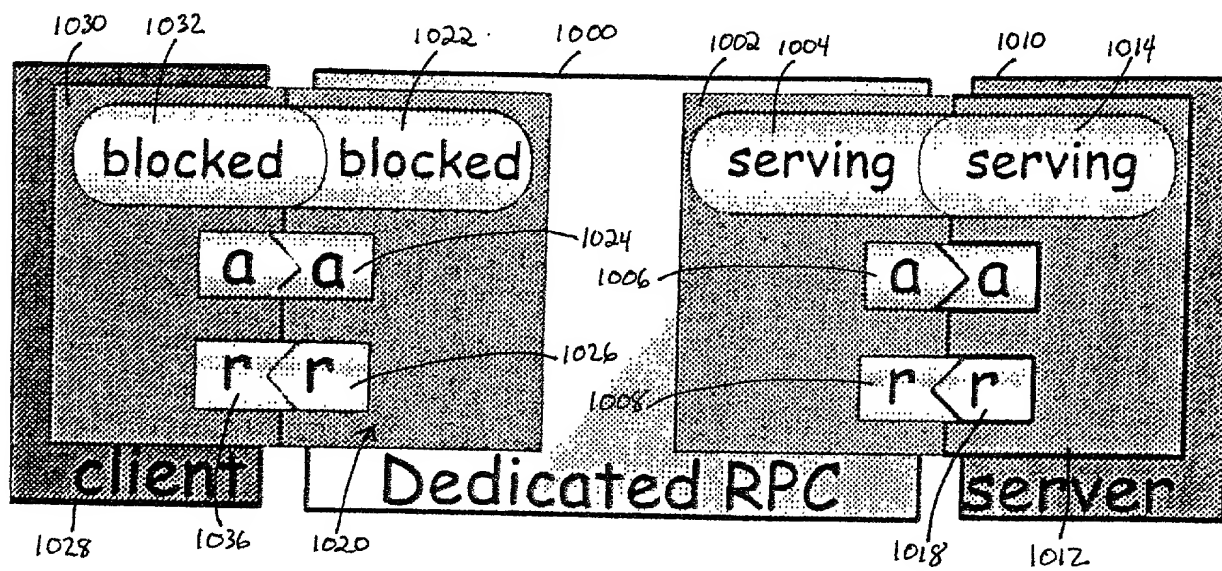 1030 1032 1022 1000 1002 1004 1010 1014
blocked blocked serving serving
a a 1024 1006 a a
r r 1026 1008 r r
client Dedicated RPC server
1028 1036 1020 1018 1012